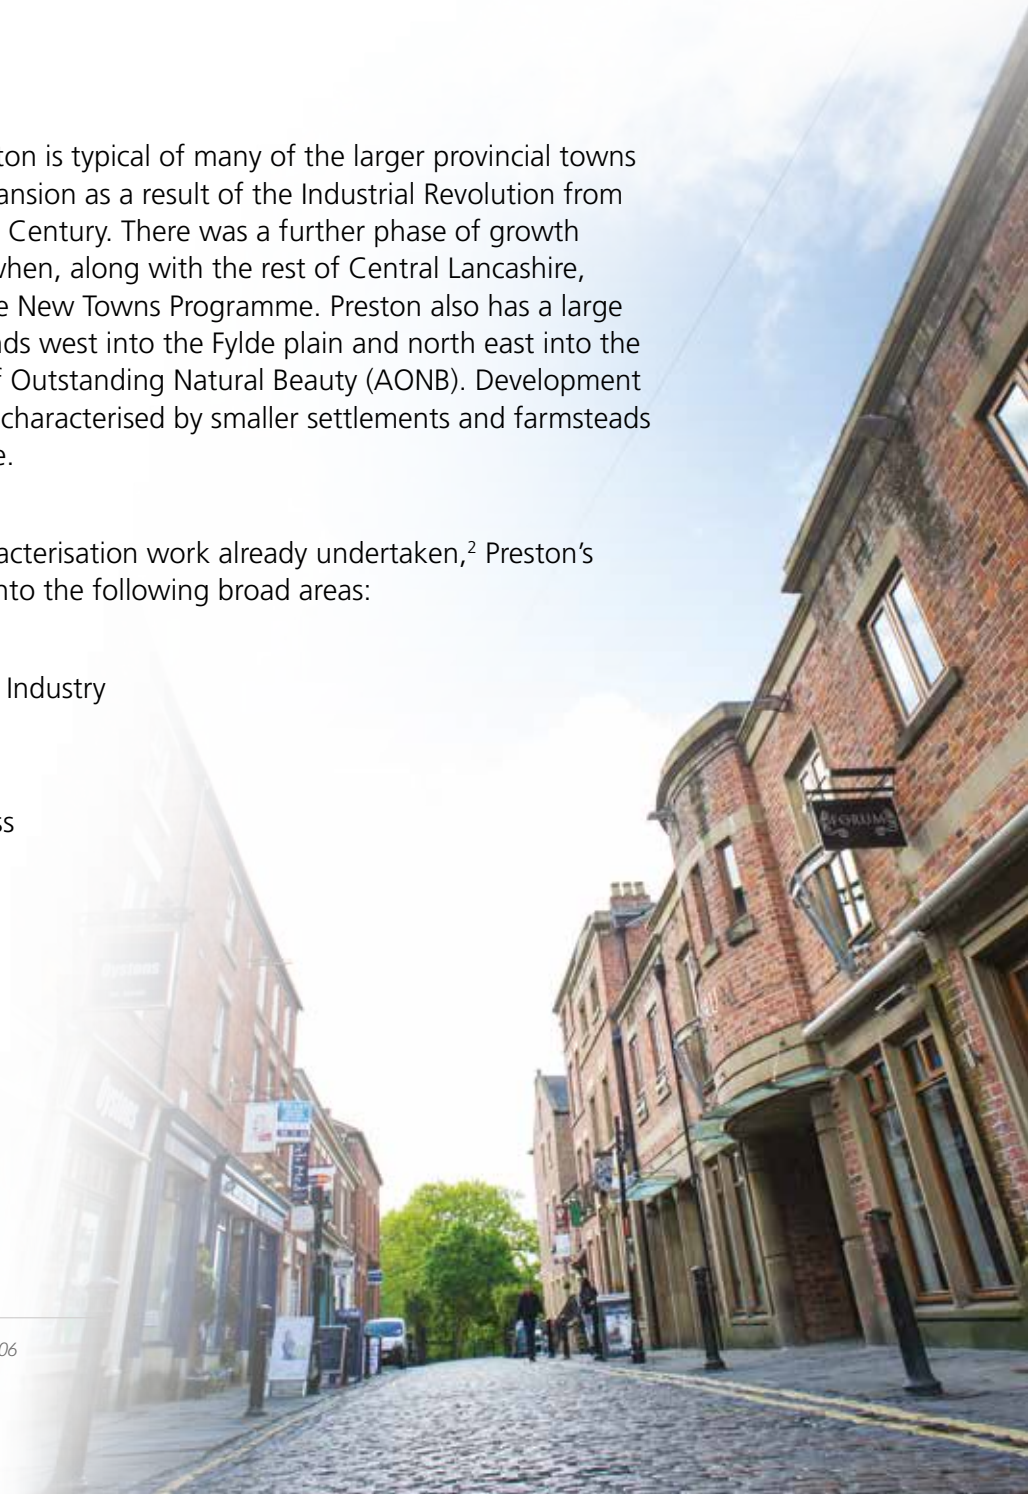 ton is typical of many of the larger provincial towns
ansion as a result of the Industrial Revolution from
Century. There was a further phase of growth
when, along with the rest of Central Lancashire,
e New Towns Programme. Preston also has a large
nds west into the Fylde plain and north east into the
f Outstanding Natural Beauty (AONB). Development
characterised by smaller settlements and farmsteads
e.
acterisation work already undertaken,² Preston’s
nto the following broad areas:
Industry
ss
FORUM
Oystons
Oystons
06